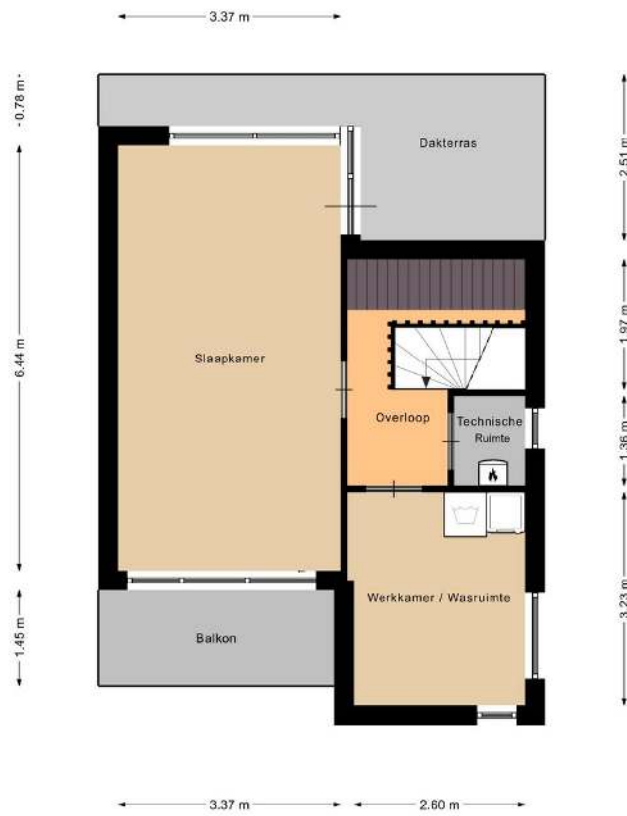 3.37 m
0.78 m
2.51 m
Dakterras
1.97 m
6.44 m
Slaapkamer
Overloop
Technische
Ruimte
1.36 m
Werkkamer / Wasruimte
3.23 m
Balkon
1.45 m
3.37 m
2.60 m